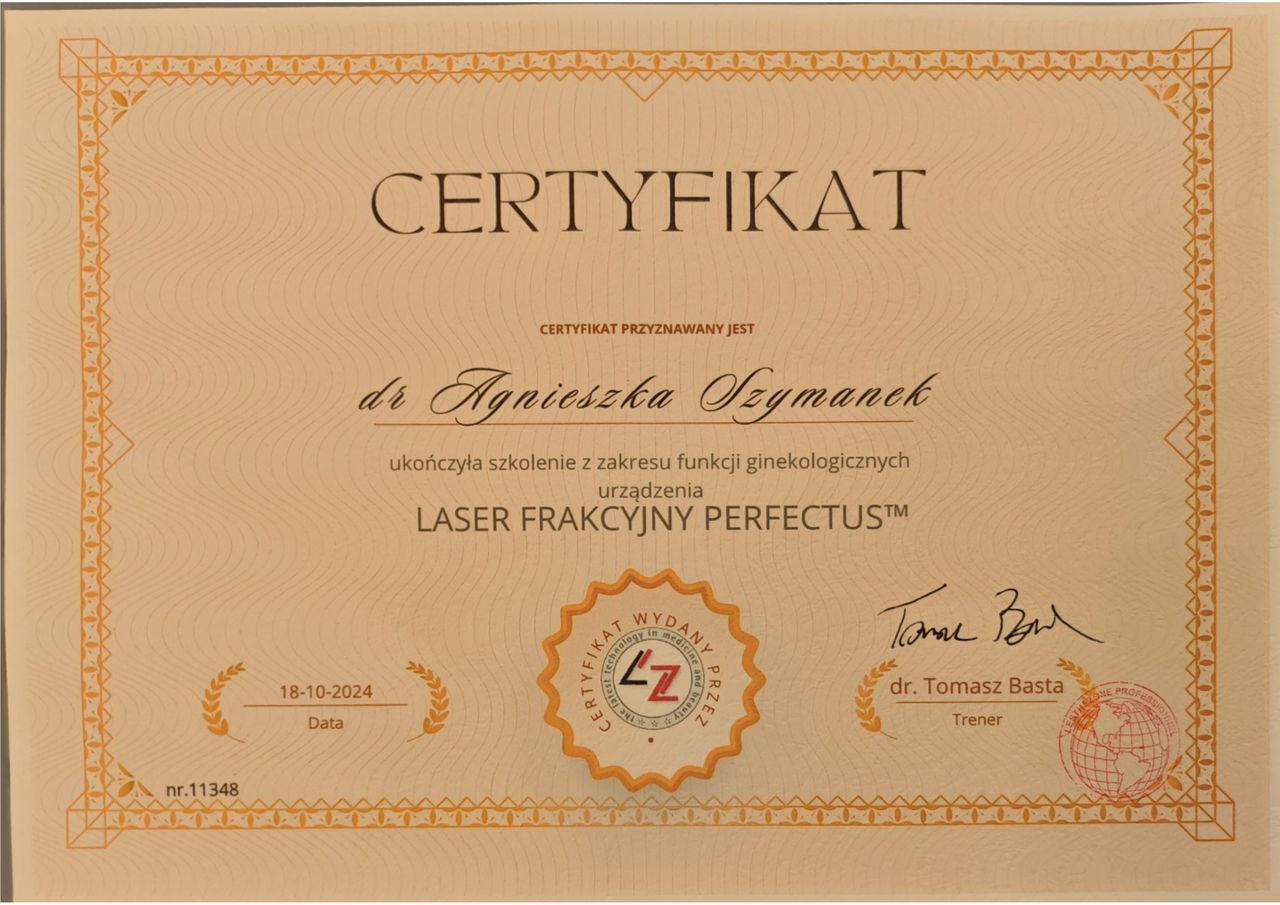 CERTYFIKAT
CERTYFIKAT PRZYZNAWANY JEST
dr Agnieszka Szymanek
ukończyła szkolenie z zakresu funkcji ginekologicznych
urządzenia
LASER FRAKCYJNY PERFECTUS™
CERTYFIKAT WYDANY PRZEZ
the latest technology in medicine and beauty
LZ
18-10-2024
Data
dr. Tomasz Basta
Trener
nr.11348